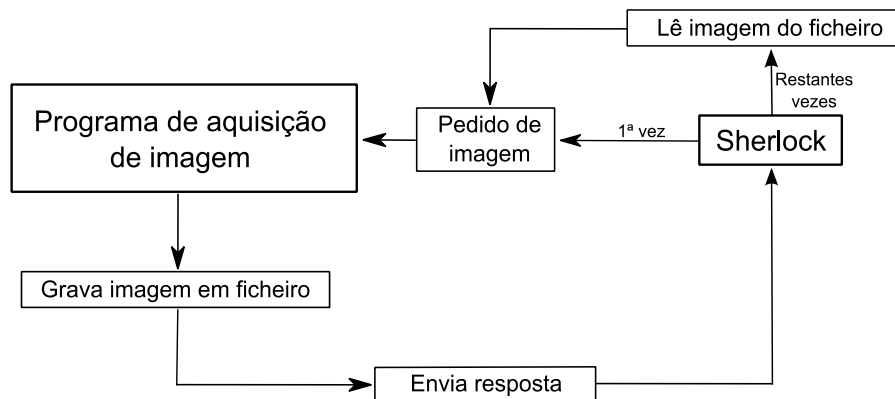 Lê imagem do ficheiro
Restantes
vezes
Programa de aquisição
de imagem
Pedido de
imagem
1ª vez
Sherlock
Grava imagem em ficheiro
Envia resposta